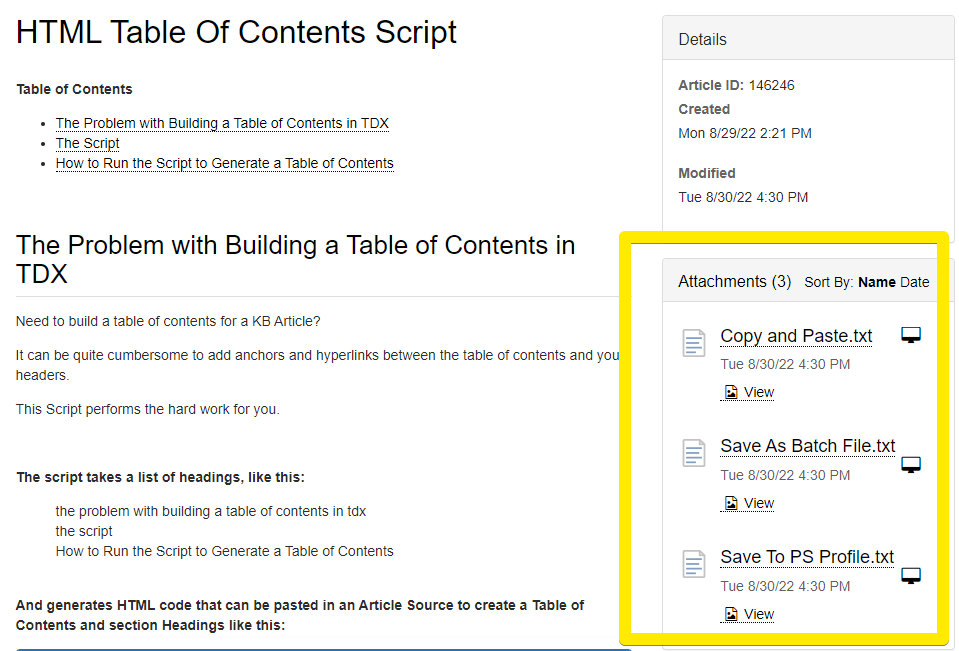 HTML Table Of Contents Script
Table of Contents
The Problem with Building a Table of Contents in TDX
The Script
How to Run the Script to Generate a Table of Contents
The Problem with Building a Table of Contents in
TDX
Need to build a table of contents for a KB Article?
It can be quite cumbersome to add anchors and hyperlinks between the table of contents and you
headers.
This Script performs the hard work for you.
The script takes a list of headings, like this:
the problem with building a table of contents in tdx
the script
How to Run the Script to Generate a Table of Contents
And generates HTML code that can be pasted in an Article Source to create a Table of
Contents and section Headings like this:
Details
Article ID: 146246
Created
Mon 8/29/22 2:21 PM
Modified
Tue 8/30/22 4:30 PM
Attachments (3) Sort By: Name Date
Copy and Paste.txt
Tue 8/30/22 4:30 PM
View
Save As Batch File.txt
Tue 8/30/22 4:30 PM
View
Save To PS Profile.txt
Tue 8/30/22 4:30 PM
View